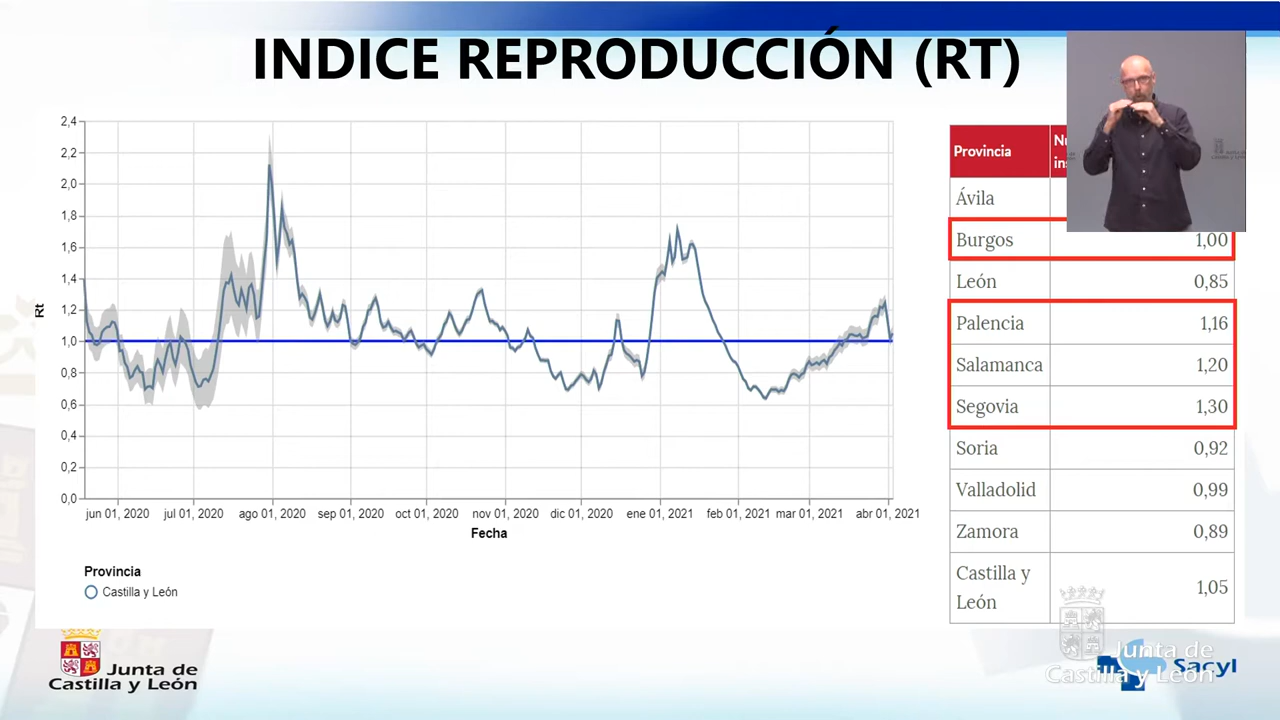 INDICE REPRODUCCIÓN (RT)
2,4
2,2
2,0
1,8
1,6
1,4
1,2
1,0
0,8
0,6
0,4
0,2
0,0
Rt
jun 01, 2020 jul 01, 2020 ago 01, 2020 sep 01, 2020 oct 01, 2020 nov 01, 2020 dic 01, 2020 ene 01, 2021 feb 01, 2021 mar 01, 2021 abr 01, 2021
Fecha
Provincia
Castilla y León
Provincia
Ávila
Burgos 1,00
León 0,85
Palencia 1,16
Salamanca 1,20
Segovia 1,30
Soria 0,92
Valladolid 0,99
Zamora 0,89
Castilla y
León 1,05
Junta de
Castilla y León
Junta de
Castilla y León
Sacyl